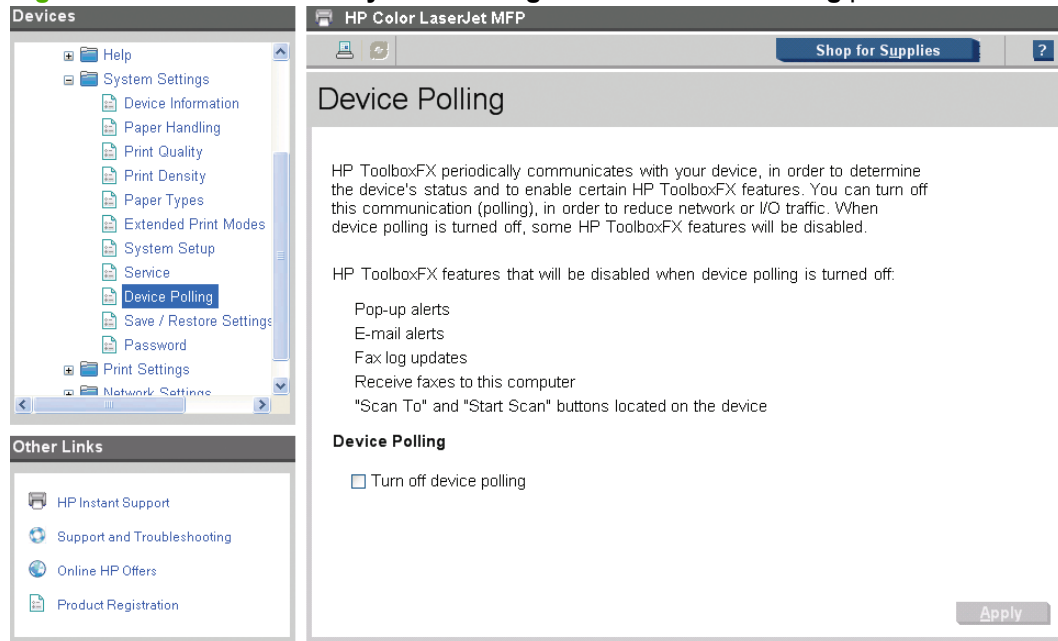 Devices
Help
System Settings
Device Information
Paper Handling
Print Quality
Print Density
Paper Types
Extended Print Modes
System Setup
Service
Device Polling
Save / Restore Settings
Password
Print Settings
Network Settings
Other Links
HP Instant Support
Support and Troubleshooting
Online HP Offers
Product Registration
HP Color LaserJet MFP
Shop for Supplies
?
Device Polling
HP ToolboxFX periodically communicates with your device, in order to determine
the device's status and to enable certain HP ToolboxFX features. You can turn off
this communication (polling), in order to reduce network or I/O traffic. When
device polling is turned off, some HP ToolboxFX features will be disabled.
HP ToolboxFX features that will be disabled when device polling is turned off:
Pop-up alerts
E-mail alerts
Fax log updates
Receive faxes to this computer
"Scan To" and "Start Scan" buttons located on the device
Device Polling
Turn off device polling
Apply